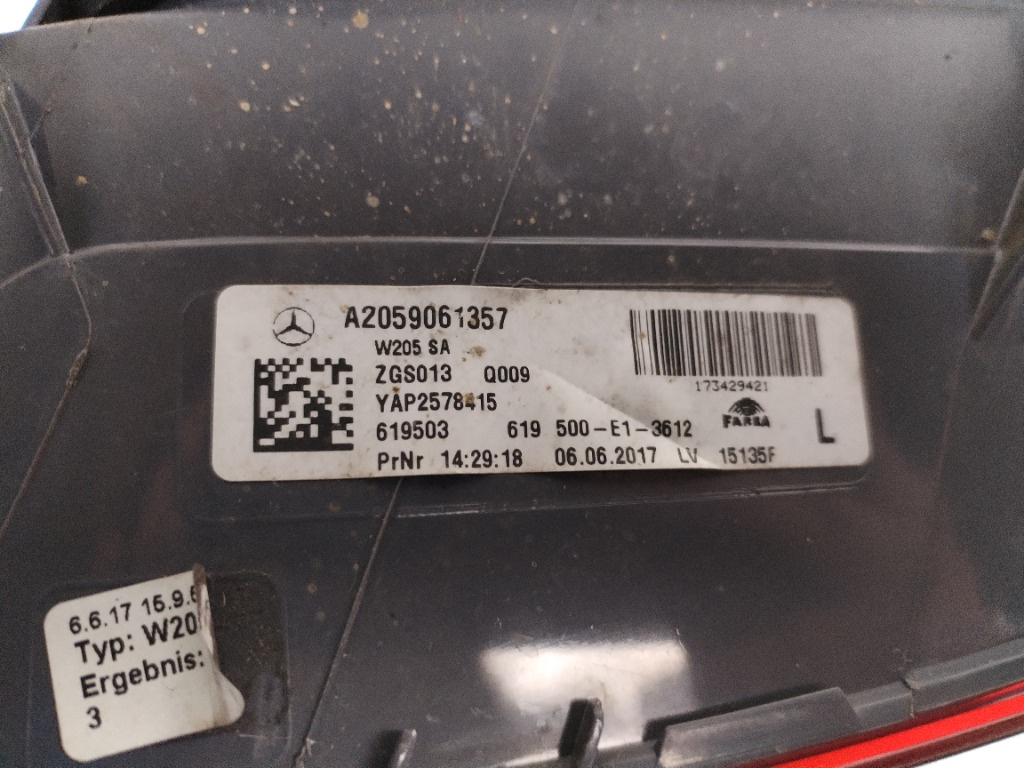 A2059061357
W205 SA
ZGS013 Q009
YAP2578415
619503 619 500-E1-3612
PrNr 14:29:18 06.06.2017 LV 15135F
173429421
FARBA
L
6.6.17 15.9.
Typ: W20
Ergebnis:
3